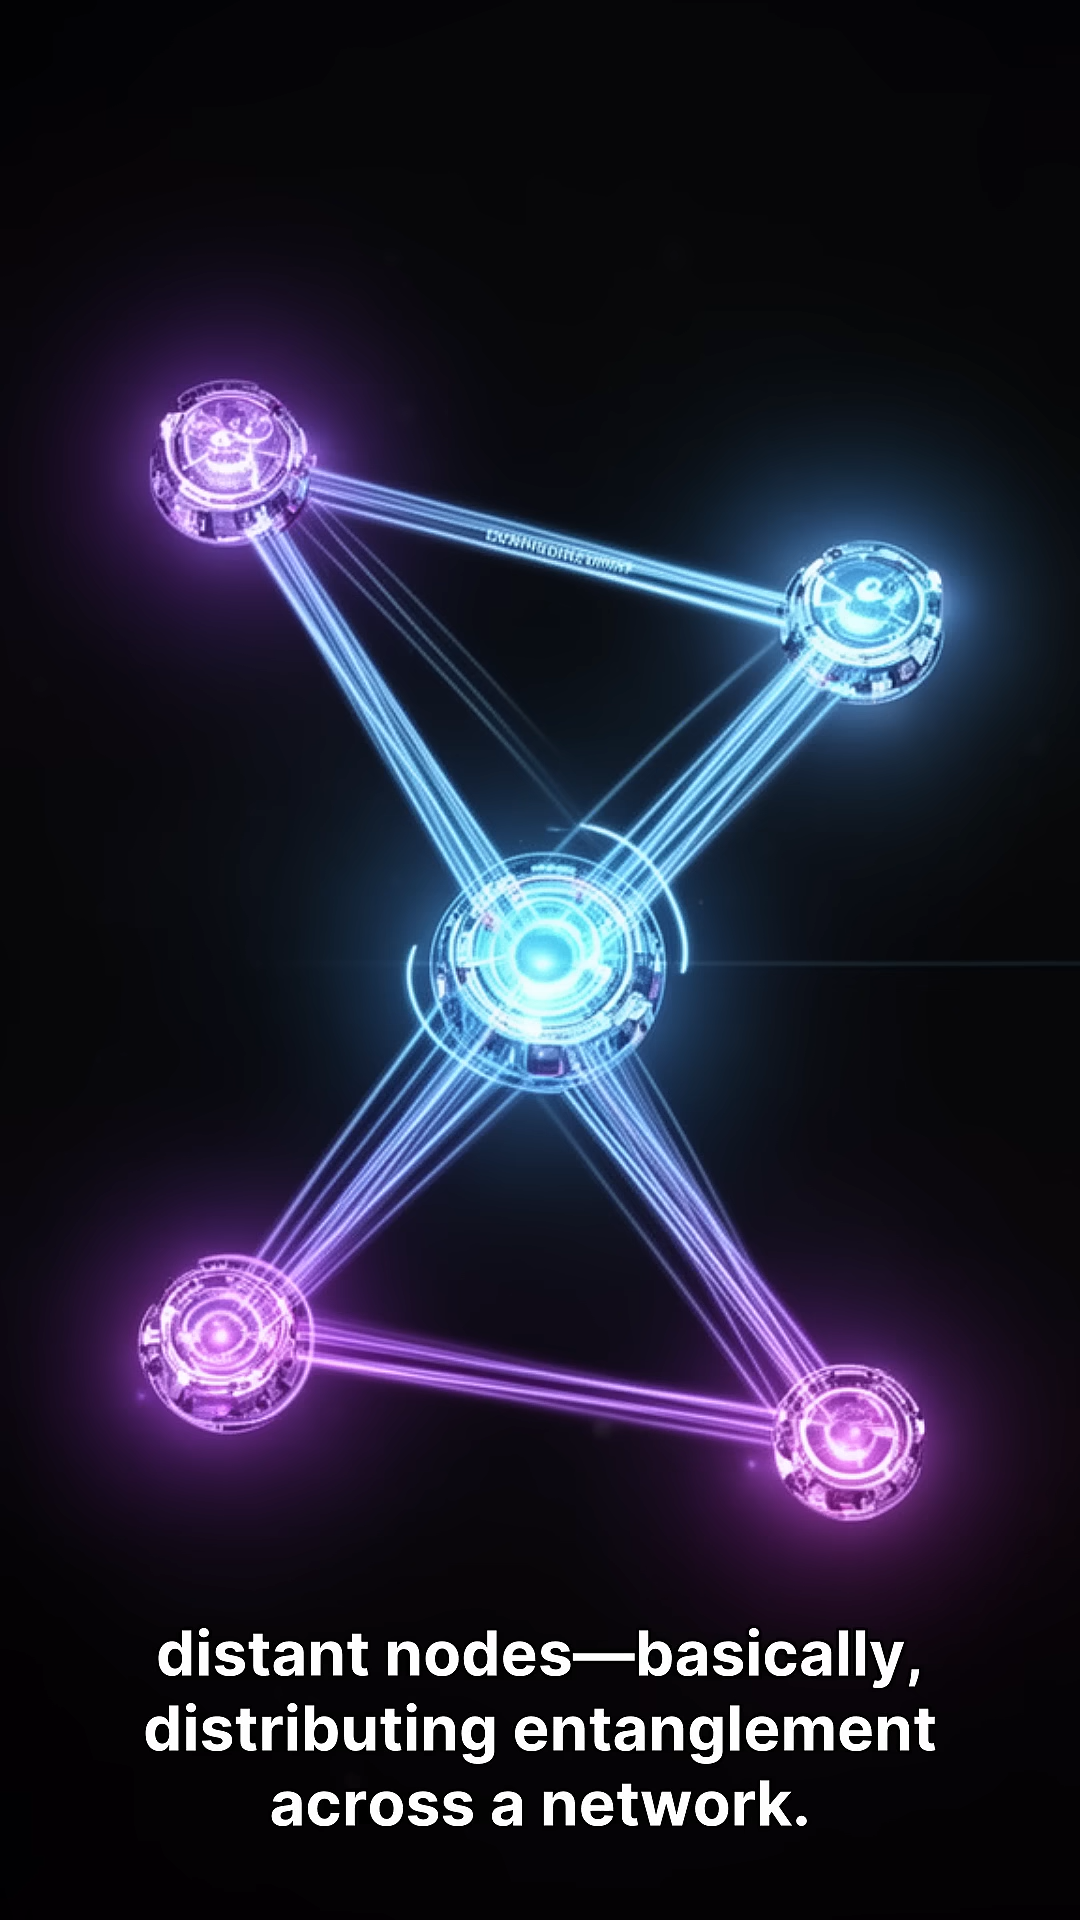 distant nodes—basically,
distributing entanglement
across a network.